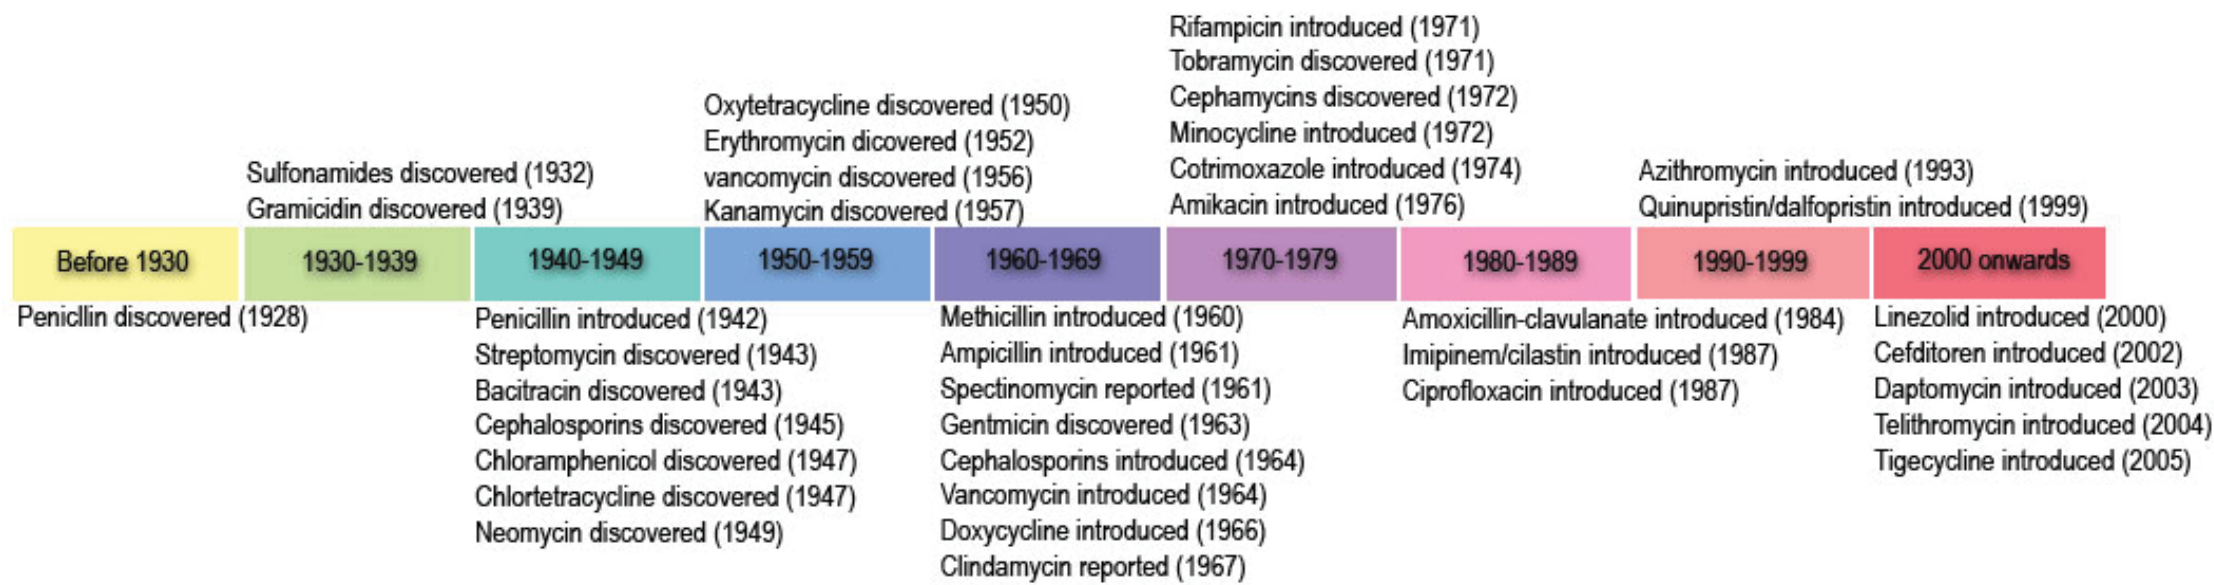 Rifampicin introduced (1971)
Tobramycin discovered (1971)
Cephamycins discovered (1972)
Minocycline introduced (1972)
Cotrimoxazole introduced (1974)
Amikacin introduced (1976)
Oxytetracycline discovered (1950)
Erythromycin dicovered (1952)
vancomycin discovered (1956)
Kanamycin discovered (1957)
Sulfonamides discovered (1932)
Gramicidin discovered (1939)
Azithromycin introduced (1993)
Quinupristin/dalfopristin introduced (1999)
Before 1930
1930-1939
1940-1949
1950-1959
1960-1969
1970-1979
1980-1989
1990-1999
2000 onwards
Penicllin discovered (1928)
Penicillin introduced (1942)
Streptomycin discovered (1943)
Bacitracin discovered (1943)
Cephalosporins discovered (1945)
Chloramphenicol discovered (1947)
Chlortetracycline discovered (1947)
Neomycin discovered (1949)
Methicillin introduced (1960)
Ampicillin introduced (1961)
Spectinomycin reported (1961)
Gentmicin discovered (1963)
Cephalosporins introduced (1964)
Vancomycin introduced (1964)
Doxycycline introduced (1966)
Clindamycin reported (1967)
Amoxicillin-clavulanate introduced (1984)
Imipinem/cilastin introduced (1987)
Ciprofloxacin introduced (1987)
Linezolid introduced (2000)
Cefditoren introduced (2002)
Daptomycin introduced (2003)
Telithromycin introduced (2004)
Tigecycline introduced (2005)